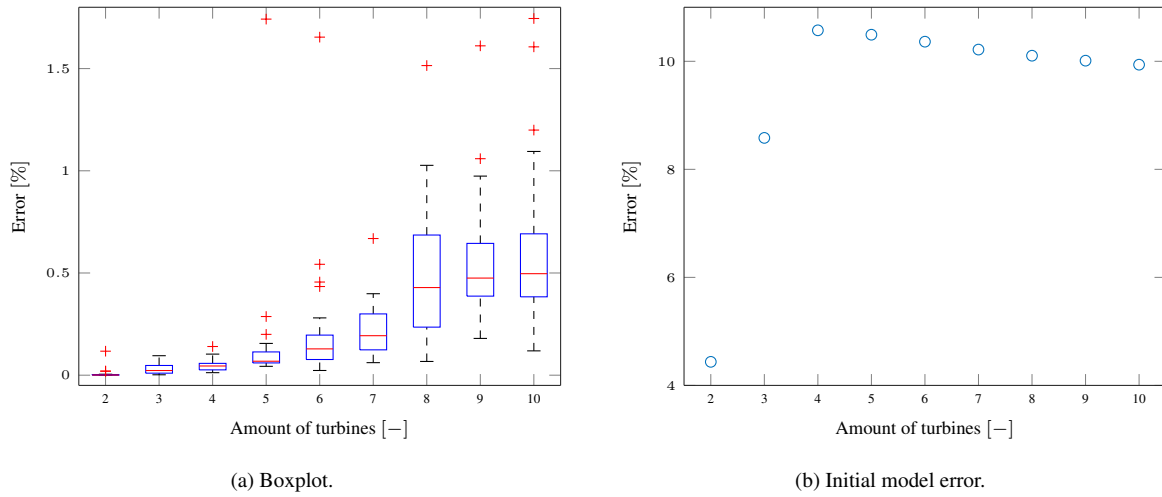 1.5
1
0.5
0
Error [%]
2 3 4 5 6 7 8 9 10
Amount of turbines [−]
(a) Boxplot.
10
8
6
4
Error [%]
2 3 4 5 6 7 8 9 10
Amount of turbines [−]
(b) Initial model error.